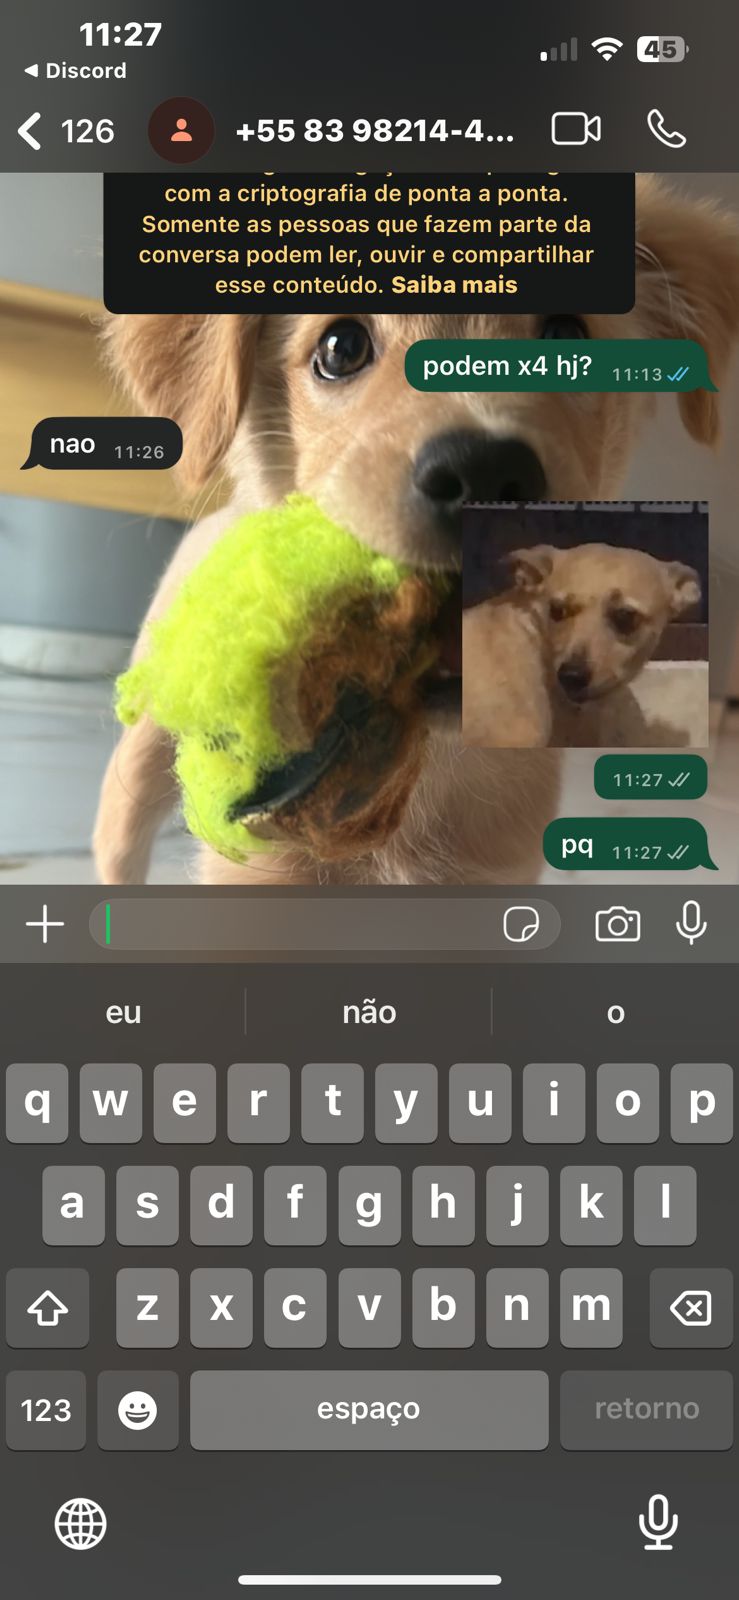 11:27
45
◀ Discord
126
+55 83 98214-4...
com a criptografia de ponta a ponta.
Somente as pessoas que fazem parte da
conversa podem ler, ouvir e compartilhar
esse conteúdo. Saiba mais
podem x4 hj? 11:13
nao 11:26
11:27
pq 11:27
eu não o
q w e r t y u i o p
a s d f g h j k l
z x c v b n m
123 espaço retorno